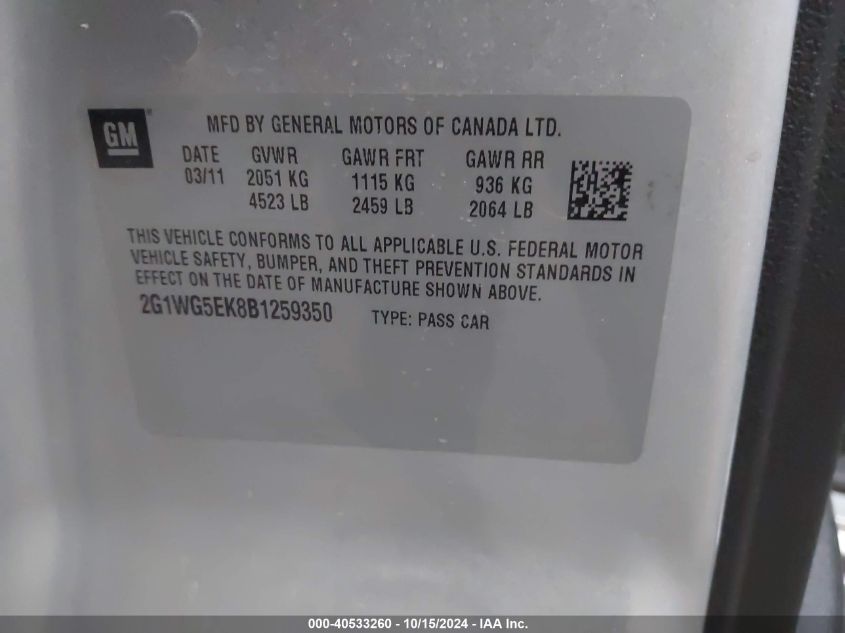 GM
MFD BY GENERAL MOTORS OF CANADA LTD.
DATE GVWR GAWR FRT GAWR RR
03/11 2051 KG 1115 KG 936 KG
4523 LB 2459 LB 2064 LB
THIS VEHICLE CONFORMS TO ALL APPLICABLE U.S. FEDERAL MOTOR
VEHICLE SAFETY, BUMPER, AND THEFT PREVENTION STANDARDS IN
EFFECT ON THE DATE OF MANUFACTURE SHOWN ABOVE.
2G1WG5EK8B1259350 TYPE: PASS CAR
000-40533260 - 10/15/2024 - IAA Inc.